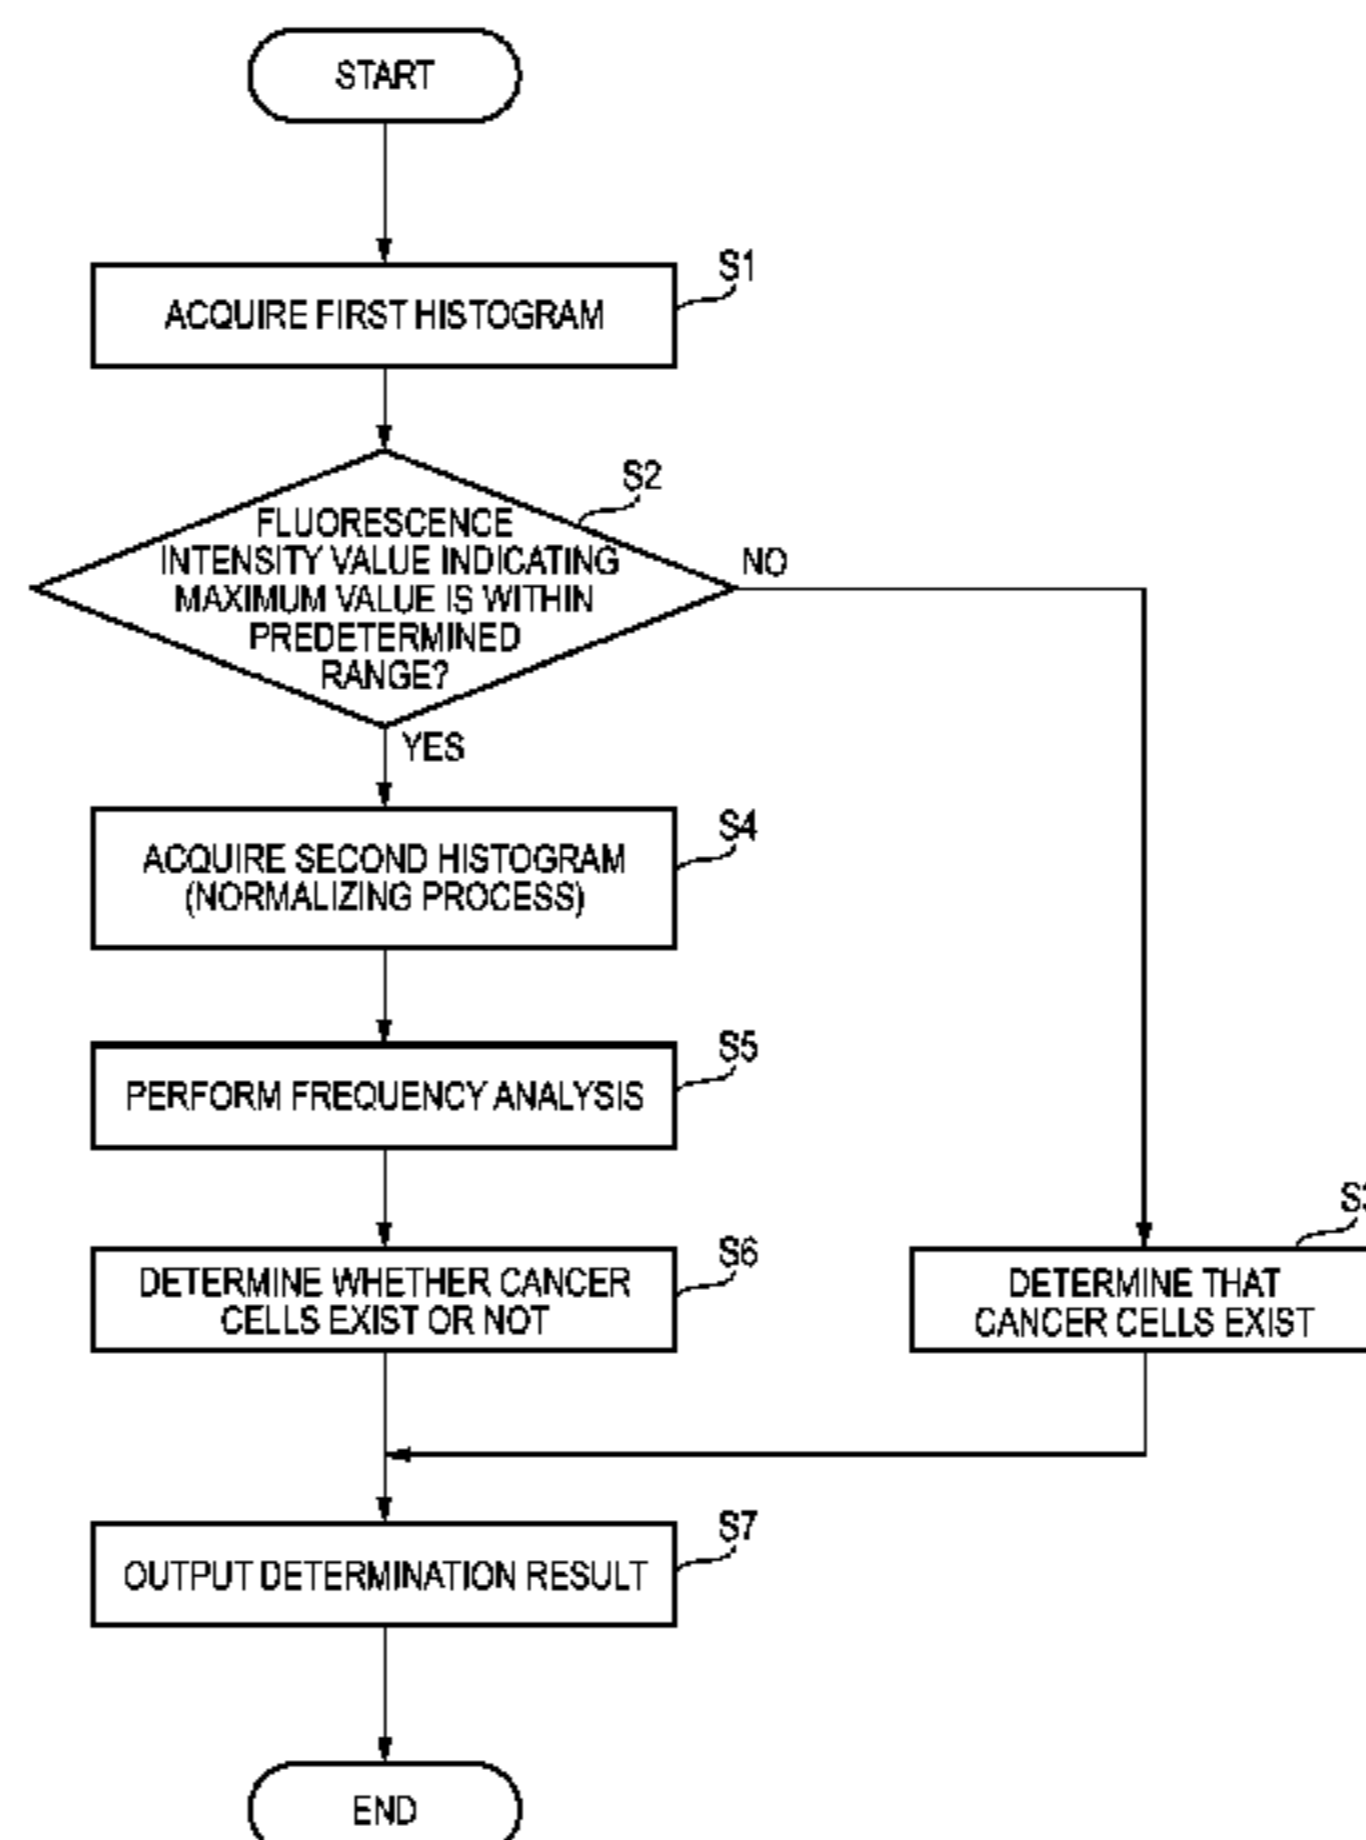 START
S1
ACQUIRE FIRST HISTOGRAM
S2
FLUORESCENCE
INTENSITY VALUE INDICATING
MAXIMUM VALUE IS WITHIN
PREDETERMINED
RANGE?
NO
YES
S4
ACQUIRE SECOND HISTOGRAM
(NORMALIZING PROCESS)
S5
PERFORM FREQUENCY ANALYSIS
S6
DETERMINE WHETHER CANCER
CELLS EXIST OR NOT
DETERMINE THAT
CANCER CELLS EXIST
S7
OUTPUT DETERMINATION RESULT
END